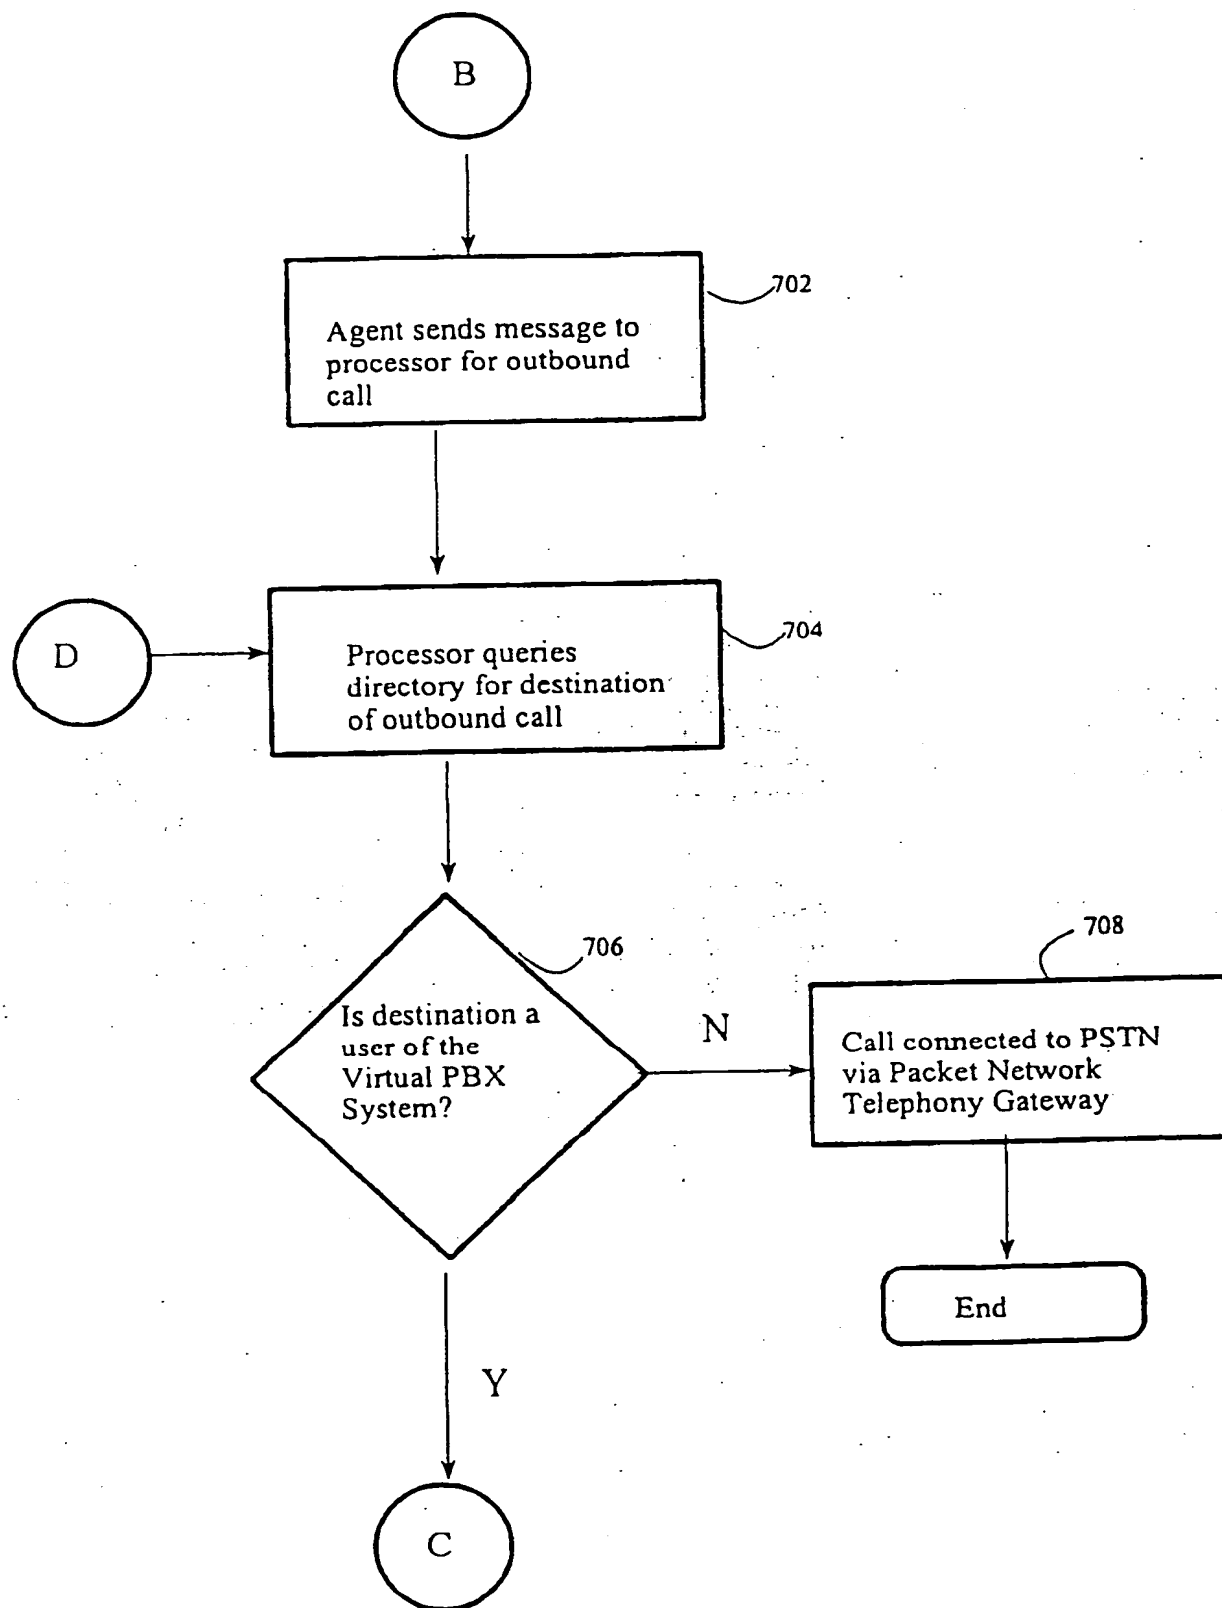 B
702
Agent sends message to
processor for outbound
call
D
704
Processor queries
directory for destination
of outbound call
706
Is destination a
user of the
Virtual PBX
System?
N
708
Call connected to PSTN
via Packet Network
Telephony Gateway
End
Y
C